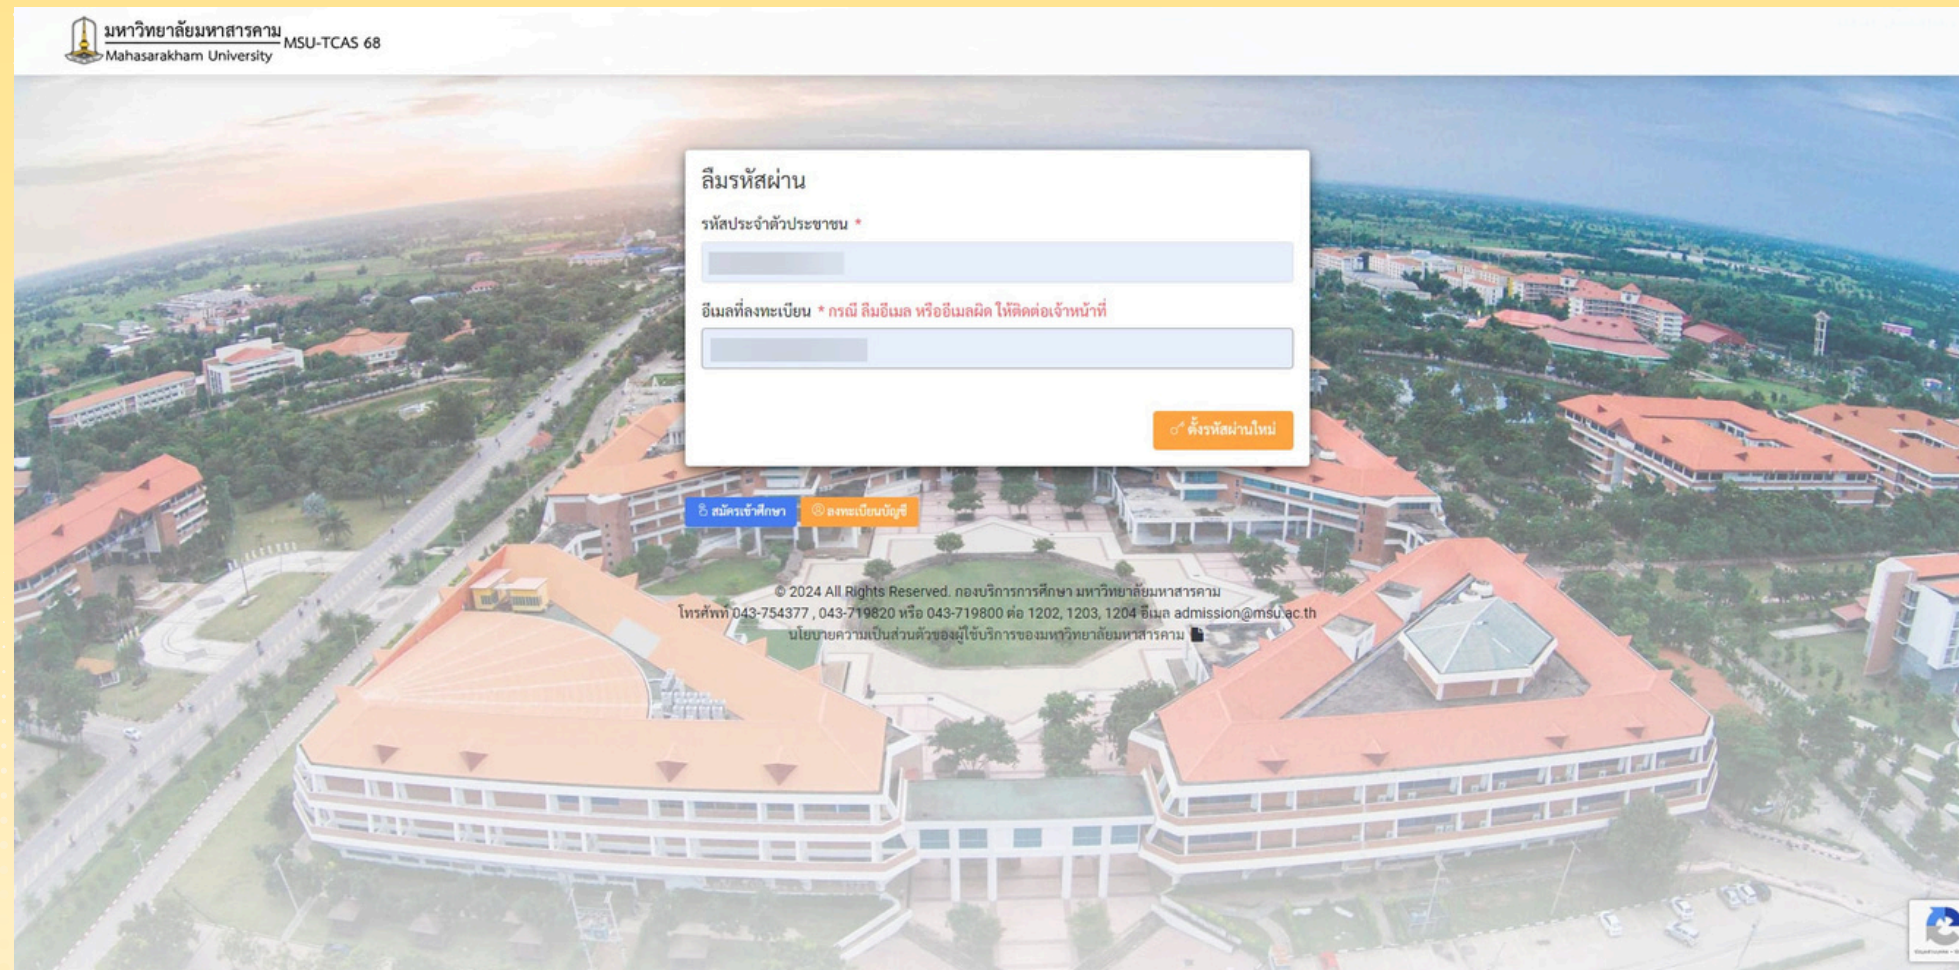 มหาวิทยาลัยมหาสารคาม
Mahasarakham University
MSU-TCAS 68
ลืมรหัสผ่าน
รหัสประจำตัวประชาชน *
อีเมลที่ลงทะเบียน * กรณี ลืมอีเมล หรืออีเมลผิด ให้ติดต่อเจ้าหน้าที่
ตั้งรหัสผ่านใหม่
สมัครเข้าศึกษา
ลงทะเบียนบัญชี
© 2024 All Rights Reserved. กองบริการการศึกษา มหาวิทยาลัยมหาสารคาม
โทรศัพท์ 043-754377 , 043-719820 หรือ 043-719800 ต่อ 1202, 1203, 1204 อีเมล admission@msu.ac.th
นโยบายความเป็นส่วนตัวของผู้ใช้บริการของมหาวิทยาลัยมหาสารคาม